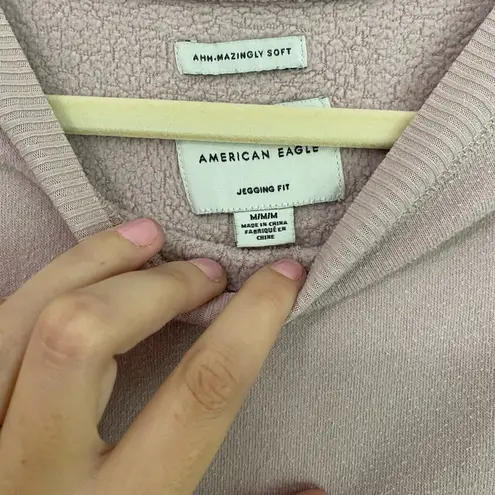 AHH-MAZINGLY SOFT
AMERICAN EAGLE
JEGGING FIT
M/M/M
MADE IN CHINA
FABRIQUÉ EN
CHINE